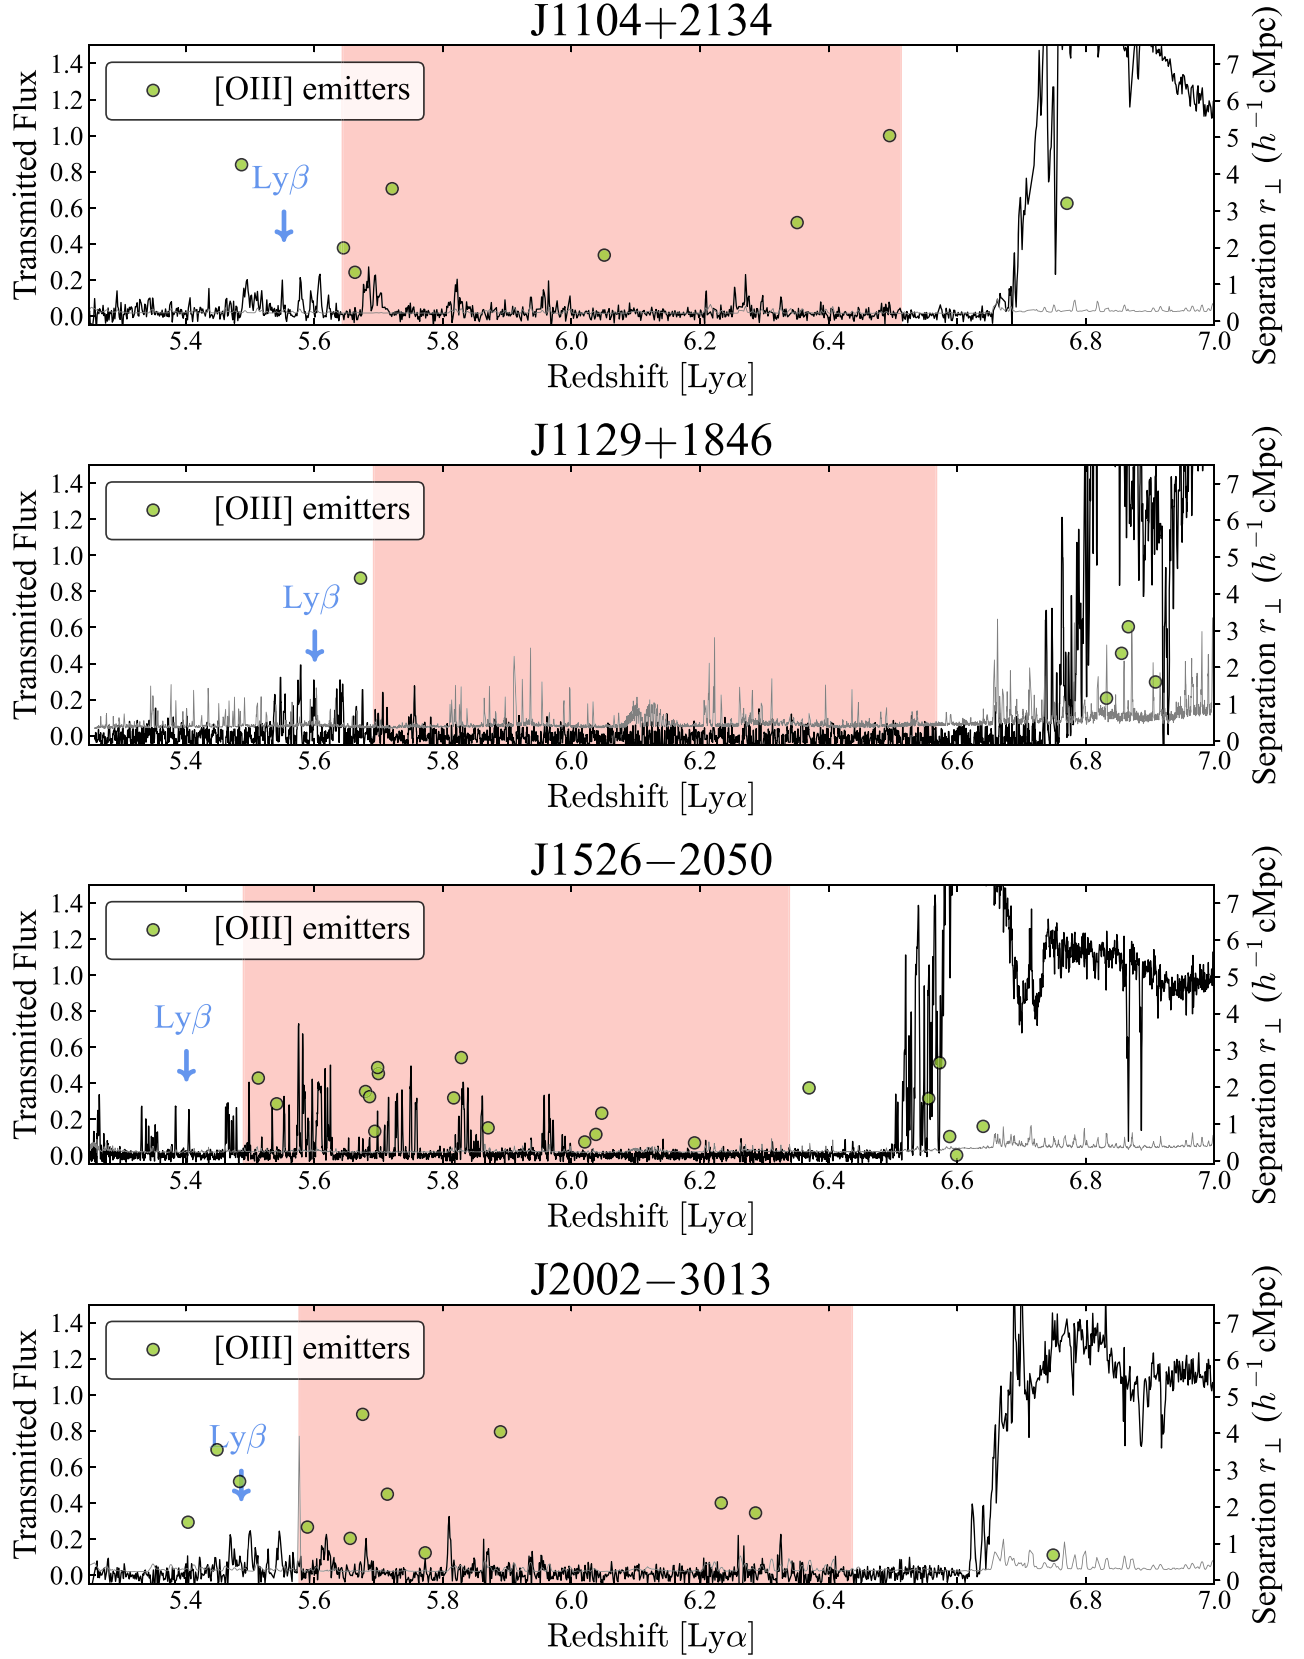 J1104+2134
[OIII] emitters
Lyβ
Transmitted Flux
0.0 0.2 0.4 0.6 0.8 1.0 1.2 1.4
0 1 2 3 4 5 6 7
Separation r⊥ (h⁻¹ cMpc)
5.4 5.6 5.8 6.0 6.2 6.4 6.6 6.8 7.0
Redshift [Lyα]
J1129+1846
[OIII] emitters
Lyβ
Transmitted Flux
0.0 0.2 0.4 0.6 0.8 1.0 1.2 1.4
0 1 2 3 4 5 6 7
Separation r⊥ (h⁻¹ cMpc)
5.4 5.6 5.8 6.0 6.2 6.4 6.6 6.8 7.0
Redshift [Lyα]
J1526−2050
[OIII] emitters
Lyβ
Transmitted Flux
0.0 0.2 0.4 0.6 0.8 1.0 1.2 1.4
0 1 2 3 4 5 6 7
Separation r⊥ (h⁻¹ cMpc)
5.4 5.6 5.8 6.0 6.2 6.4 6.6 6.8 7.0
Redshift [Lyα]
J2002−3013
[OIII] emitters
Lyβ
Transmitted Flux
0.0 0.2 0.4 0.6 0.8 1.0 1.2 1.4
0 1 2 3 4 5 6 7
Separation r⊥ (h⁻¹ cMpc)
5.4 5.6 5.8 6.0 6.2 6.4 6.6 6.8 7.0
Redshift [Lyα]